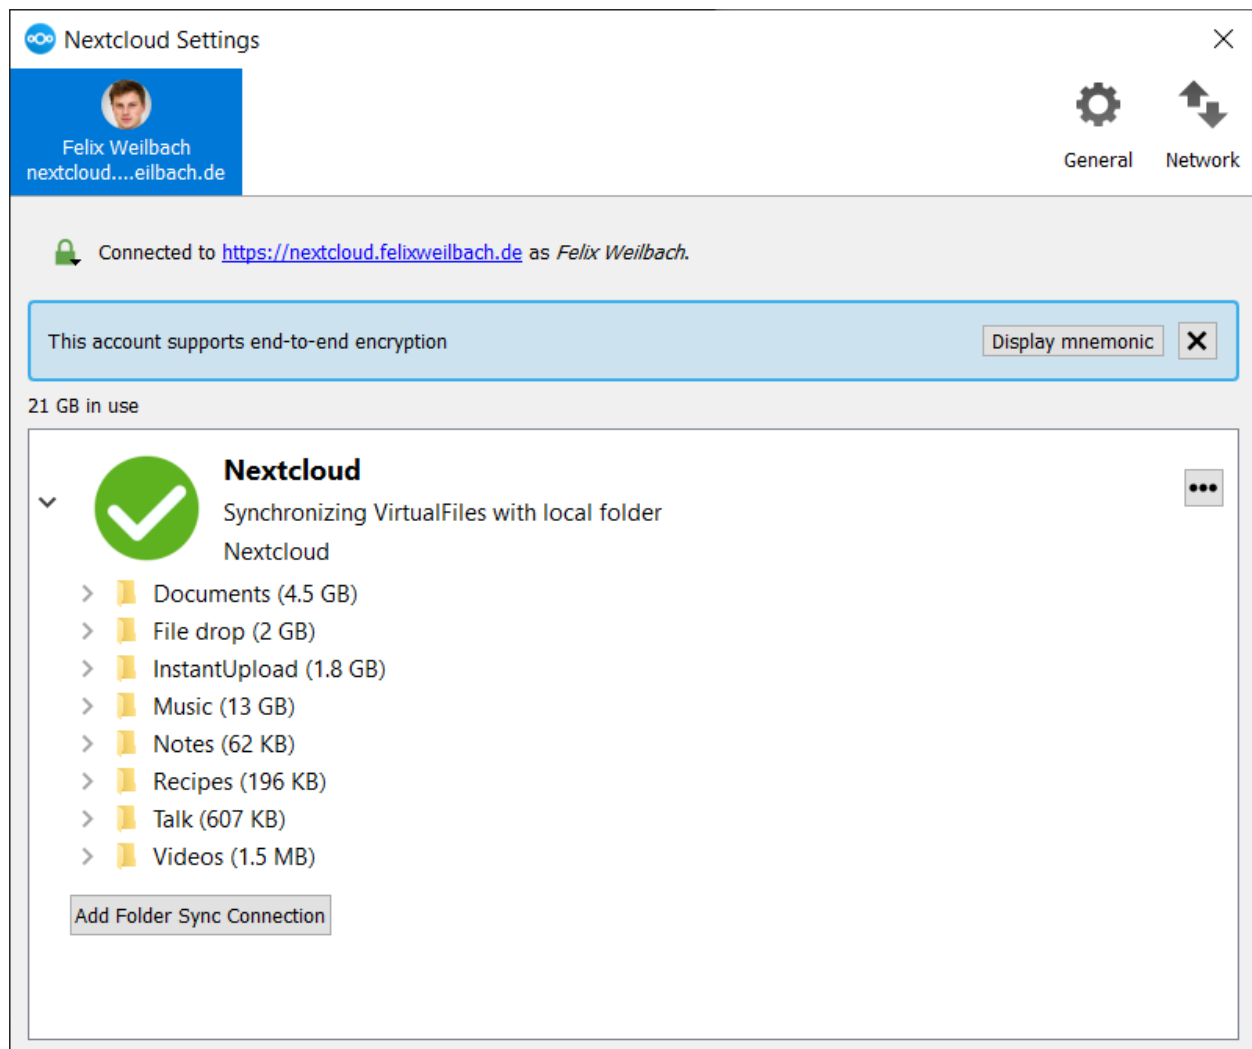 Nextcloud Settings
Felix Weilbach
nextcloud....eilbach.de
General
Network
Connected to https://nextcloud.felixweilbach.de as Felix Weilbach.
This account supports end-to-end encryption
Display mnemonic
21 GB in use
Nextcloud
Synchronizing VirtualFiles with local folder
Nextcloud
Documents (4.5 GB)
File drop (2 GB)
InstantUpload (1.8 GB)
Music (13 GB)
Notes (62 KB)
Recipes (196 KB)
Talk (607 KB)
Videos (1.5 MB)
Add Folder Sync Connection